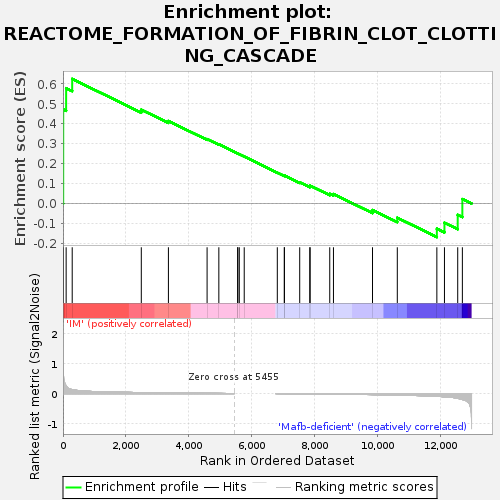 Enrichment plot:
REACTOME_FORMATION_OF_FIBRIN_CLOT_CLOTTI
NG_CASCADE
Enrichment score (ES)
0.6
0.5
0.4
0.3
0.2
0.1
0.0
-0.1
-0.2
'IM' (positively correlated)
Ranked list metric (Signal2Noise)
2
1
0
-1
Zero cross at 5455
'Mafb-deficient' (negatively correlated)
0 2,000 4,000 6,000 8,000 10,000 12,000
Rank in Ordered Dataset
Enrichment profile Hits Ranking metric scores